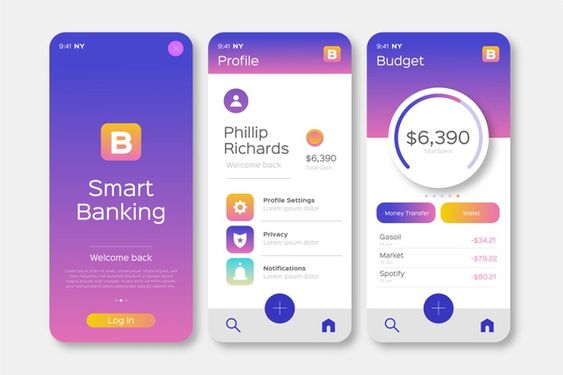 9:41 NY
B
Smart
Banking
Welcome back
Log in
9:41 NY
B
Profile
Phillip
Richards
Welcome back
$6,390
Total Cash
Profile Settings
Lorem ipsum dolor
Privacy
Lorem ipsum dolor
Notifications
Lorem ipsum dolor
9:41 NY
B
Budget
$6,390
Total Spent
Money Transfer
Wallet
Gasoil
-$34.21
Market
-$79.22
Spotify
-$80.21